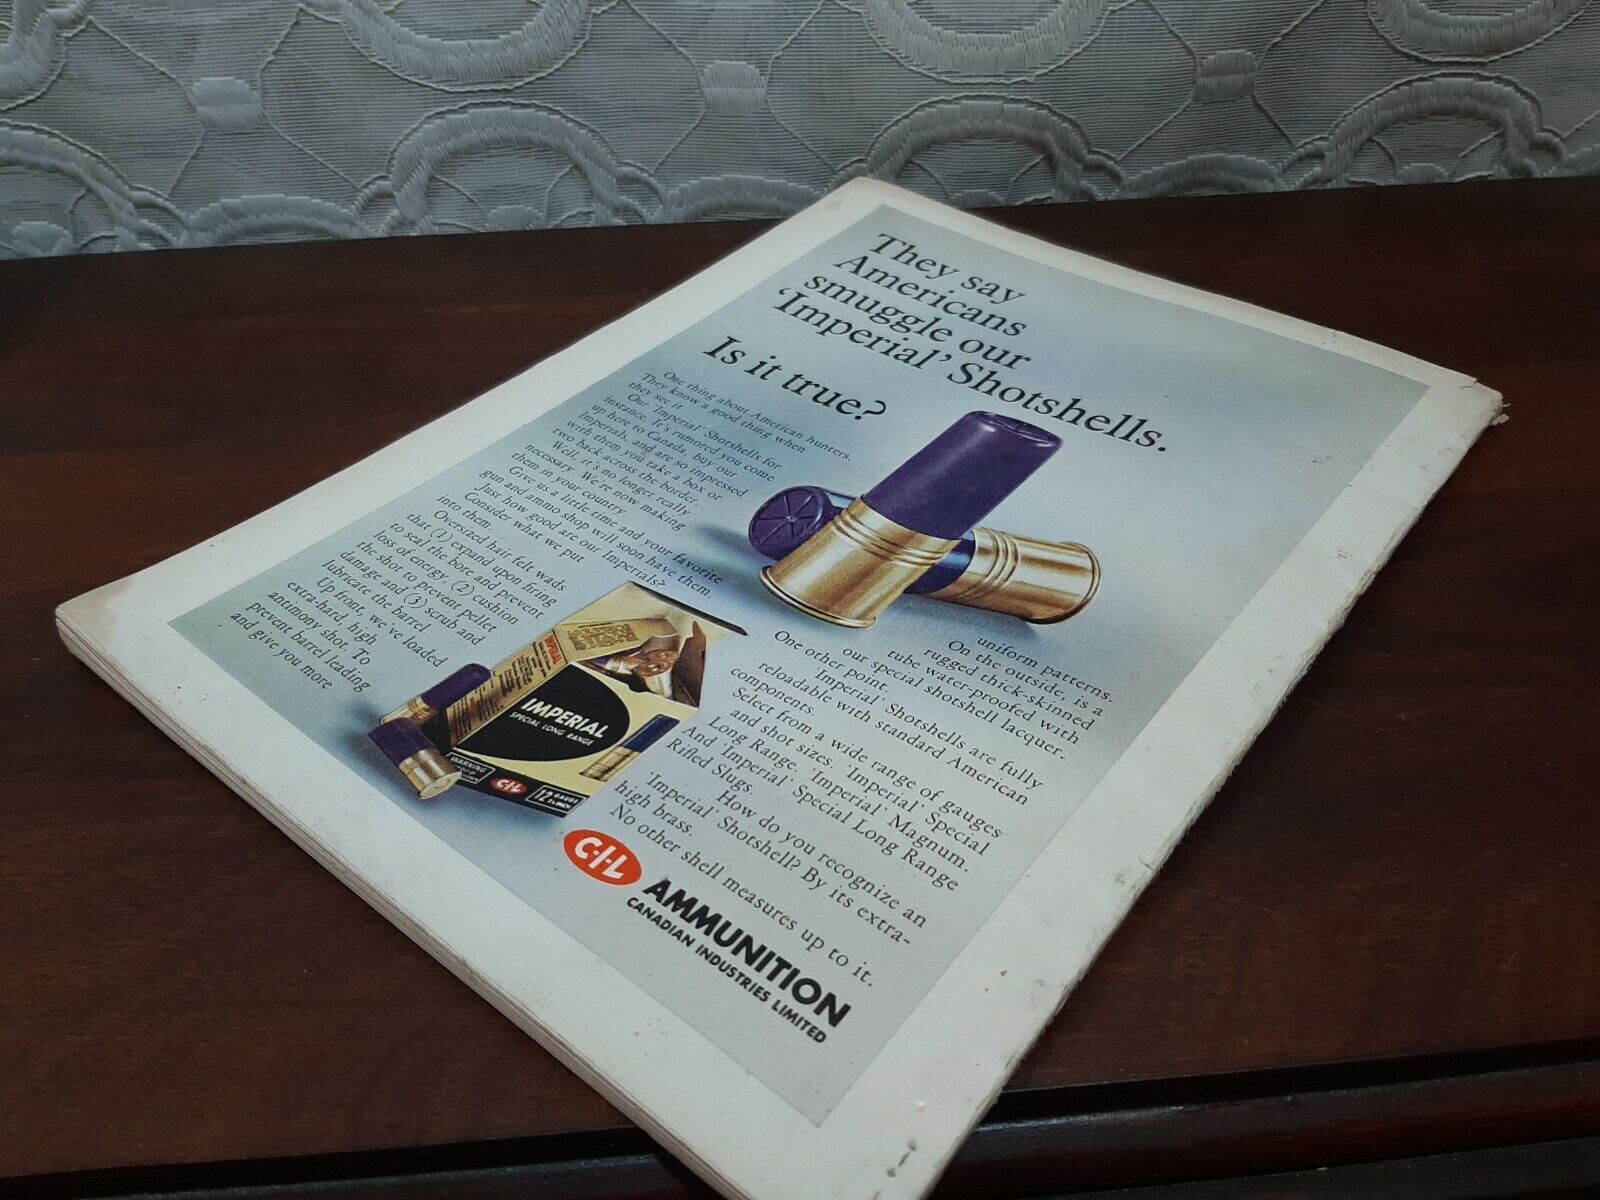 They say
Americans
smuggle our
‘Imperial’ Shotshells.
Is it true?
One thing about American hunters.
They know a good thing when
they see it.
Our ‘Imperial’ Shotshells for
instance. It's rumored you come
up here to Canada, buy our
Imperials, and are so impressed
with them you take a box or
two back across the border.
Well, it's no longer really
necessary. We're now making
them in your country.
Give us a little time and your favorite
gun and ammo shop will soon have them.
Just how good are our Imperials?
Consider what we put
into them.
Oversized hair felt wads
that (1) expand upon firing
to seal the bore and prevent
loss of energy, (2) cushion
the shot to prevent pellet
damage and (3) scrub and
lubricate the barrel.
Up front, we've loaded
extra-hard, high
antimony shot. To
prevent barrel leading
and give you more
uniform patterns.
On the outside, is a
rugged thick-skinned
tube water-proofed with
our special shotshell lacquer.
One other point.
‘Imperial’ Shotshells are fully
reloadable with standard American
components.
Select from a wide range of gauges
and shot sizes. ‘Imperial’ Special
Long Range. ‘Imperial’ Magnum.
And ‘Imperial’ Special Long Range
Rifled Slugs.
How do you recognize an
‘Imperial’ Shotshell? By its extra-
high brass.
No other shell measures up to it.
IMPERIAL
IMPERIAL
SPECIAL LONG RANGE
WARNING
C-I-L
12 GAUGE
C-I-L
AMMUNITION
CANADIAN INDUSTRIES LIMITED